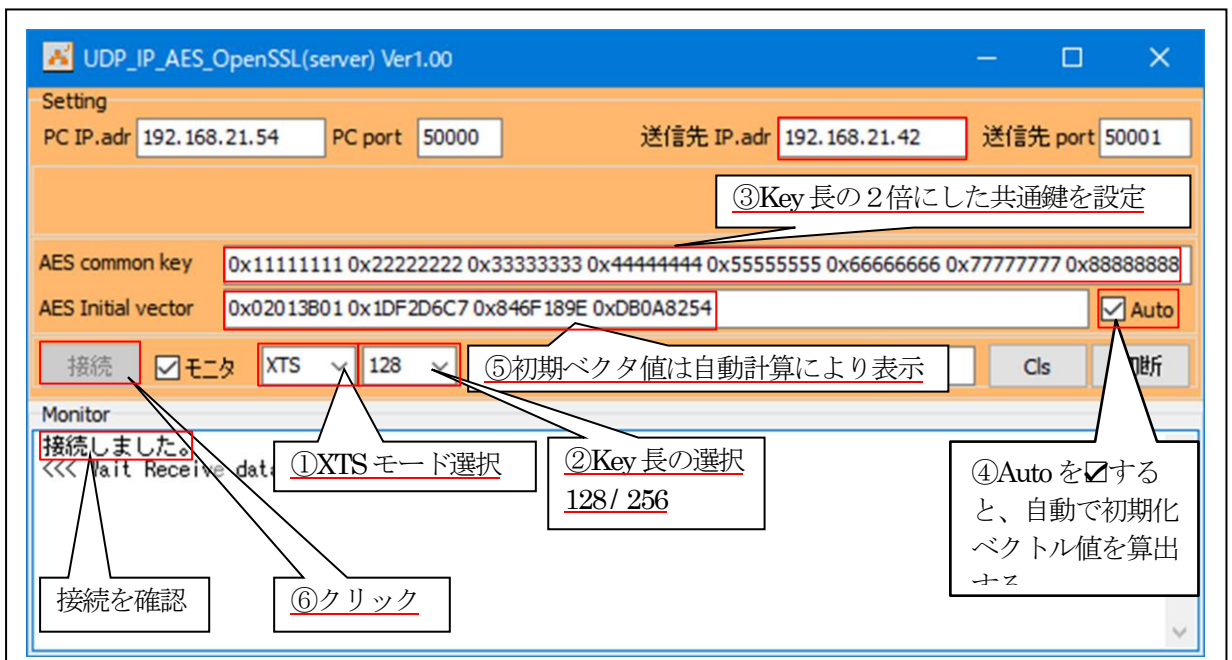 UDP_IP_AES_OpenSSL(server) Ver1.00
Setting
PC IP.adr 192.168.21.54 PC port 50000 送信先 IP.adr 192.168.21.42 送信先 port 50001
③Key 長の２倍にした共通鍵を設定
AES common key 0x11111111 0x22222222 0x33333333 0x44444444 0x55555555 0x66666666 0x77777777 0x88888888
AES Initial vector 0x02013B01 0x1DF2D6C7 0x846F189E 0xDB0A8254 Auto
接続 モニタ XTS 128 ⑤初期ベクタ値は自動計算により表示 Cls 断
Monitor
接続しました。
<<< Wait Receive data
①XTS モード選択
②Key 長の選択
128/ 256
④Auto を☑する
と、自動で初期化
ベクトル値を算出
する
接続を確認
⑥クリック